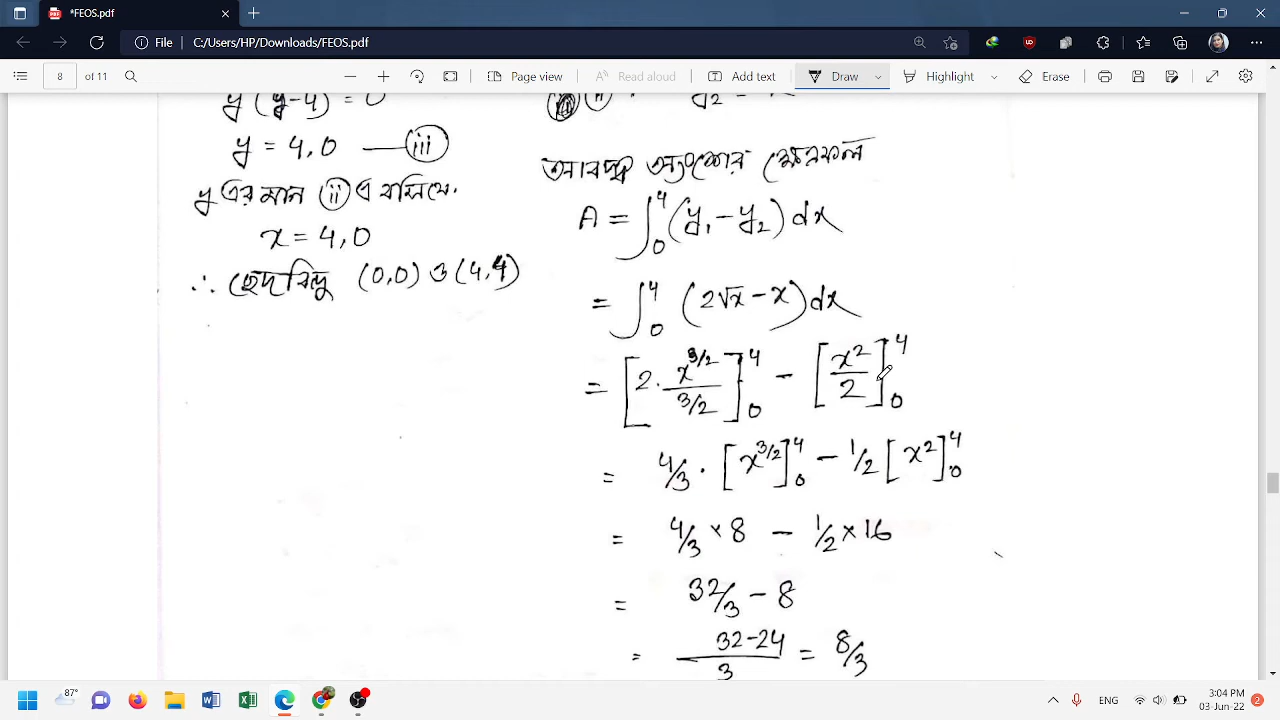 *FEOS.pdf
File | C:/Users/HP/Downloads/FEOS.pdf
8 of 11
Page view
Read aloud
Add text
Draw
Highlight
Erase
y(y-4) = 0
y = 4,0 — (iii)
y এর মান (ii) এ বসিয়ে.
x = 4,0
∴ ছেদবিন্দু (0,0) ও (4,4)
আবদ্ধ অংশের ক্ষেত্রফল
A = ∫₀⁴ (y₁ - y₂) dx
= ∫₀⁴ (2√x - x) dx
= [2 · x^{3/2} / 3/2]₀⁴ - [x²/2]₀⁴
= 4/3 · [x^{3/2}]₀⁴ - 1/2 [x²]₀⁴
= 4/3 × 8 - 1/2 × 16
= 32/3 - 8
= 32-24 / 3 = 8/3
87°
ENG
3:09 PM
03-Jun-22
2